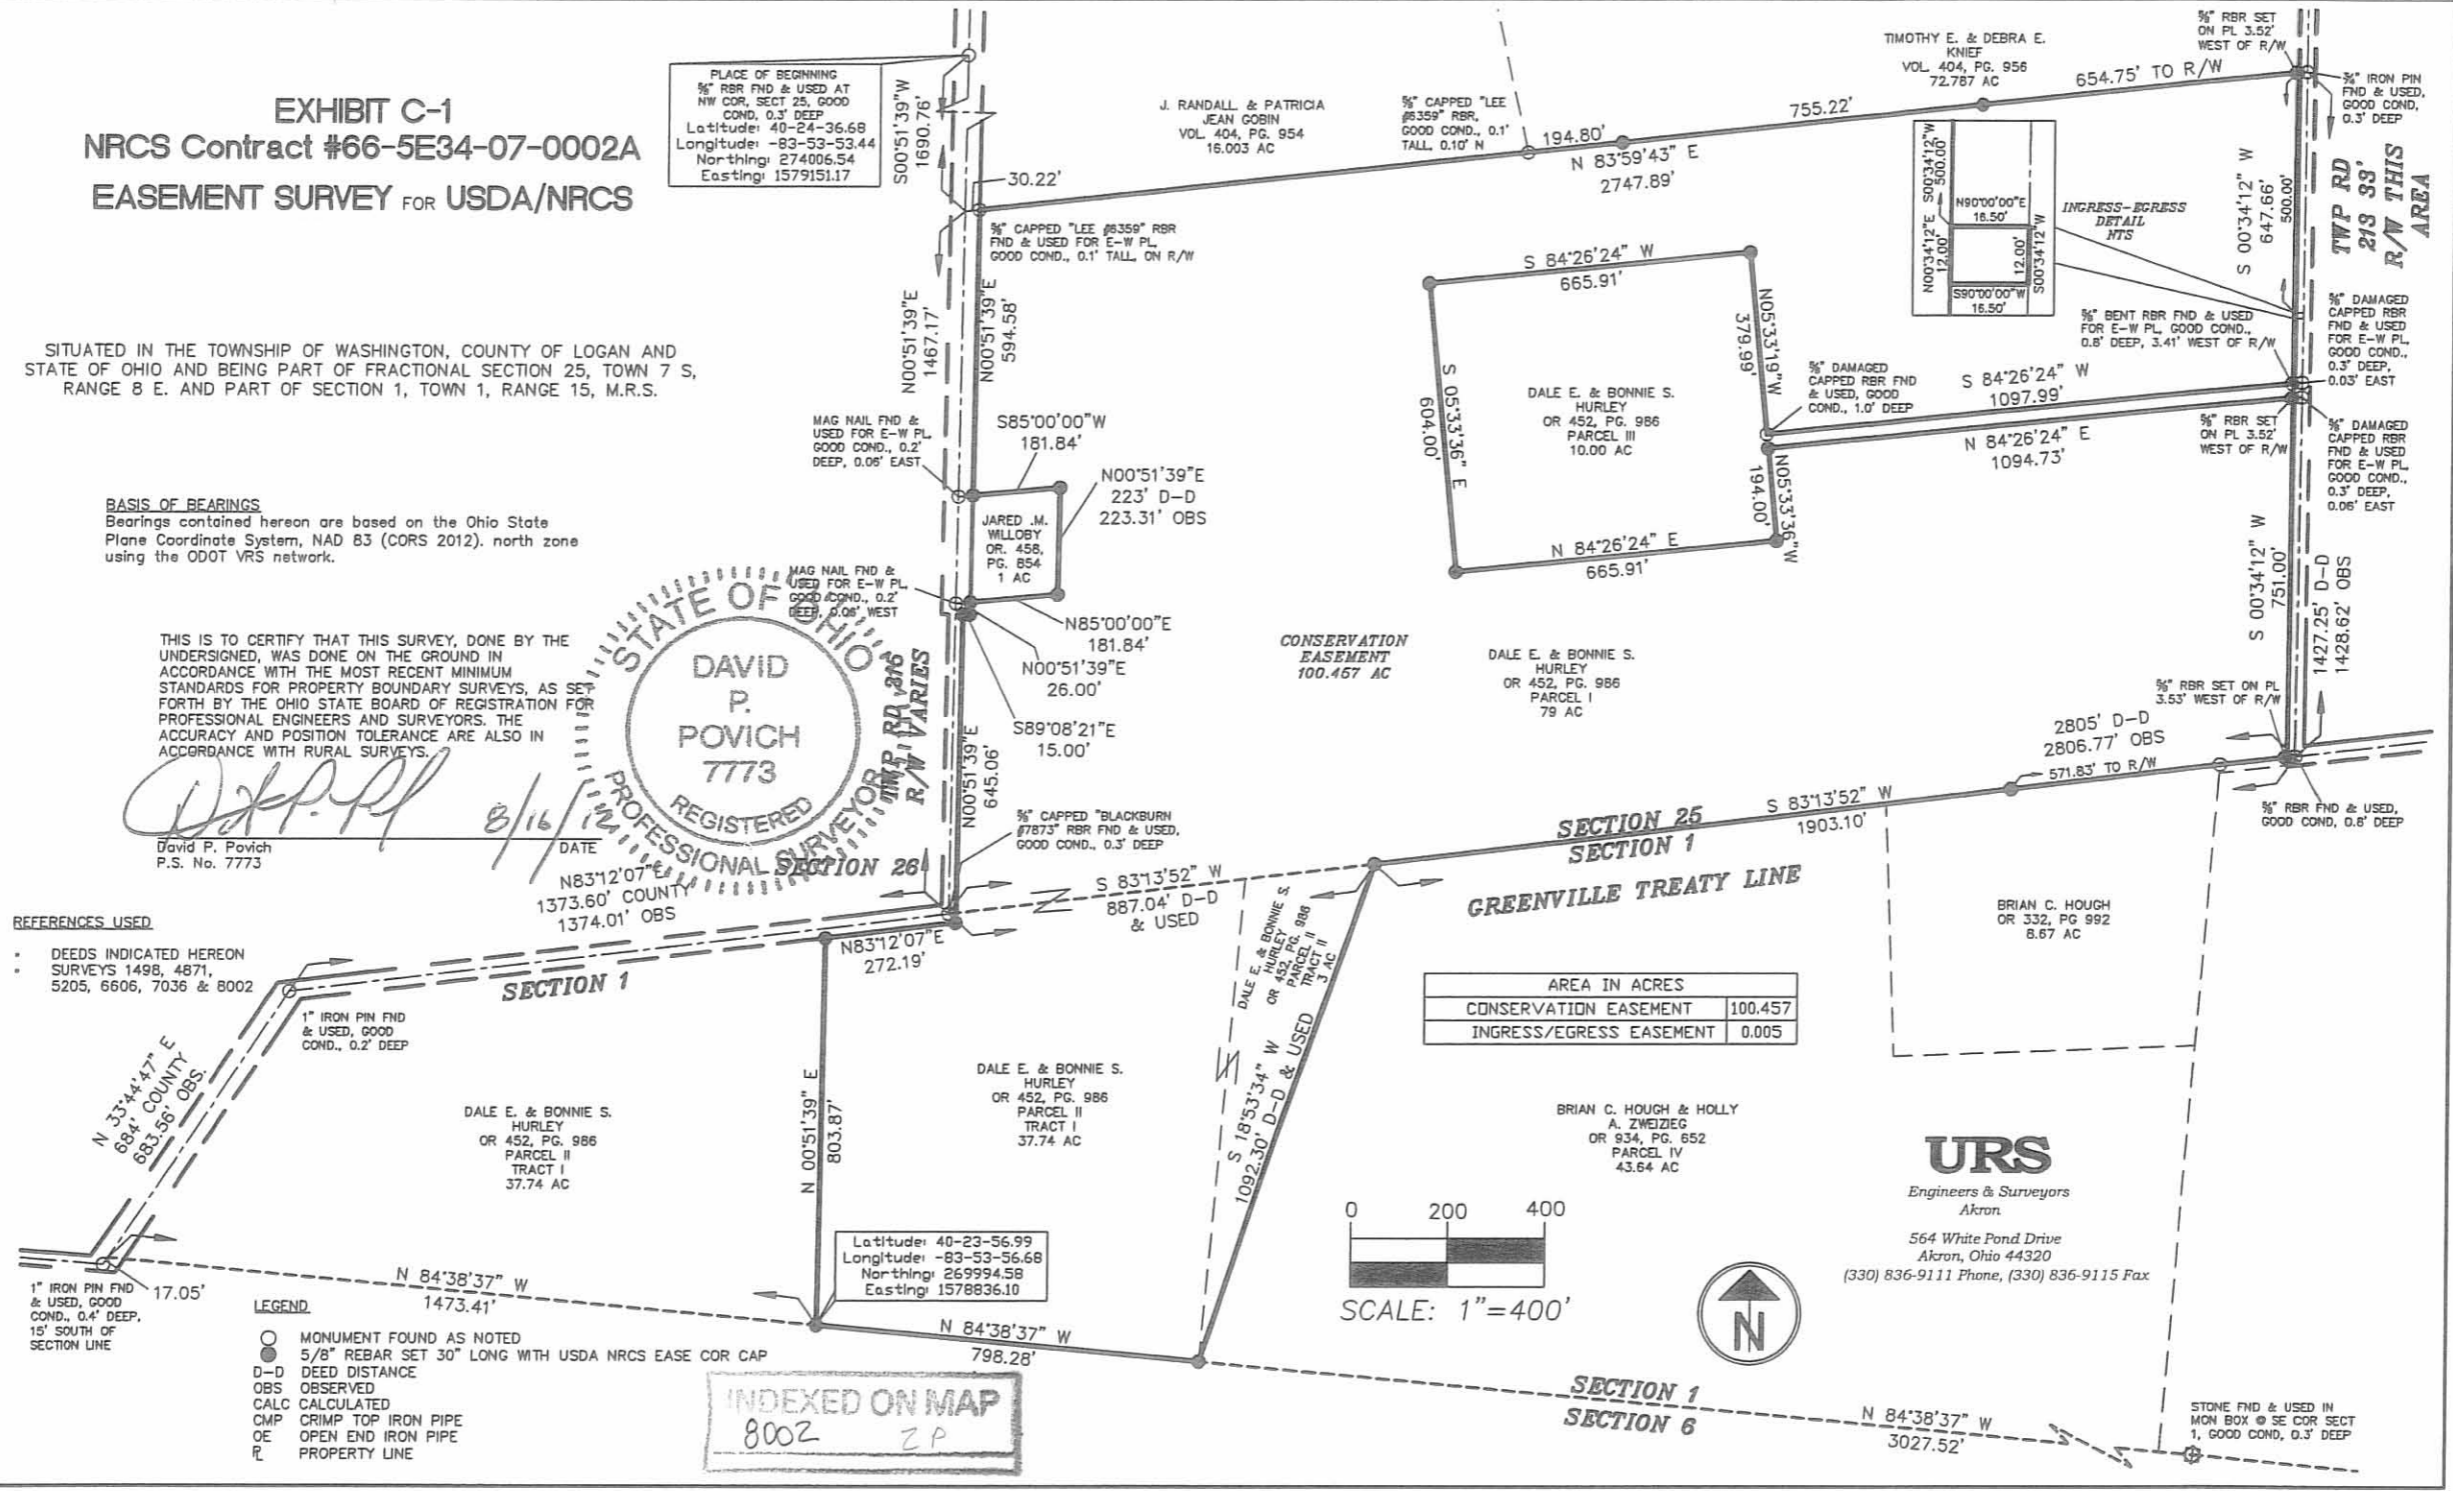 EXHIBIT C-1
NRCS Contract #66-5E34-07-0002A
EASEMENT SURVEY FOR USDA/NRCS
SITUATED IN THE TOWNSHIP OF WASHINGTON, COUNTY OF LOGAN AND
STATE OF OHIO AND BEING PART OF FRACTIONAL SECTION 25, TOWN 7 S,
RANGE 8 E. AND PART OF SECTION 1, TOWN 1, RANGE 15, M.R.S.
BASIS OF BEARINGS
Bearings contained hereon are based on the Ohio State
Plane Coordinate System, NAD 83 (CORS 2012). north zone
using the ODOT VRS network.
THIS IS TO CERTIFY THAT THIS SURVEY, DONE BY THE
UNDERSIGNED, WAS DONE ON THE GROUND IN
ACCORDANCE WITH THE MOST RECENT MINIMUM
STANDARDS FOR PROPERTY BOUNDARY SURVEYS, AS SET
FORTH BY THE OHIO STATE BOARD OF REGISTRATION FOR
PROFESSIONAL ENGINEERS AND SURVEYORS. THE
ACCURACY AND POSITION TOLERANCE ARE ALSO IN
ACCORDANCE WITH RURAL SURVEYS.
8/16/12
David P. Povich
DATE
P.S. No. 7773
STATE OF OHIO
DAVID
P.
POVICH
7773
REGISTERED
PROFESSIONAL SURVEYOR
REFERENCES USED
DEEDS INDICATED HEREON
SURVEYS 1498, 4871,
5205, 6606, 7036 & 8002
PLACE OF BEGINNING
⅝" RBR FND & USED AT
NW COR, SECT 25, GOOD
COND, 0.3' DEEP
Latitude: 40-24-36.68
Longitude: -83-53-53.44
Northing: 274006.54
Easting: 1579151.17
S00°51'39"W
1690.76'
30.22'
⅝" CAPPED "LEE #6359" RBR
FND & USED FOR E-W PL,
GOOD COND., 0.1' TALL, ON R/W
N00°51'39"E
1467.17'
N00°51'39"E
594.58'
J. RANDALL & PATRICIA
JEAN GOBIN
VOL. 404, PG. 954
16.003 AC
⅝" CAPPED "LEE
#6359" RBR,
GOOD COND., 0.1'
TALL, 0.10' N
194.80'
N 83°59'43" E
2747.89'
755.22'
TIMOTHY E. & DEBRA E.
KNIEF
VOL. 404, PG. 956
72.787 AC
654.75' TO R/W
⅝" RBR SET
ON PL 3.52'
WEST OF R/W
¾" IRON PIN
FND & USED,
GOOD COND,
0.3' DEEP
S 00°34'12" W
647.66'
500.00'
TWP RD
213 33'
R/W THIS
AREA
INGRESS-EGRESS
DETAIL
NTS
S00°34'12"W
500.00'
N90°00'00"E
16.50'
N00°34'12"E
12.00'
12.00'
S00°34'12"W
S90°00'00"W
16.50'
⅝" BENT RBR FND & USED
FOR E-W PL, GOOD COND.,
0.8' DEEP, 3.41' WEST OF R/W
⅝" DAMAGED
CAPPED RBR
FND & USED
FOR E-W PL,
GOOD COND.,
0.3' DEEP,
0.03' EAST
S 84°26'24" W
665.91'
N05°33'19"W
379.99'
S 05°33'36" E
604.00'
DALE E. & BONNIE S.
HURLEY
OR 452, PG. 986
PARCEL III
10.00 AC
⅝" DAMAGED
CAPPED RBR FND
& USED, GOOD
COND., 1.0' DEEP
S 84°26'24" W
1097.99'
N 84°26'24" E
1094.73'
⅝" RBR SET
ON PL 3.52'
WEST OF R/W
⅝" DAMAGED
CAPPED RBR
FND & USED
FOR E-W PL,
GOOD COND.,
0.3' DEEP,
0.06' EAST
N05°33'36"W
194.00'
N 84°26'24" E
665.91'
MAG NAIL FND &
USED FOR E-W PL,
GOOD COND., 0.2'
DEEP, 0.06' EAST
S85°00'00"W
181.84'
N00°51'39"E
223' D-D
223.31' OBS
JARED .M.
WILLOBY
OR. 458,
PG. 854
1 AC
MAG NAIL FND &
USED FOR E-W PL,
GOOD COND., 0.2'
DEEP, 0.06' WEST
N85°00'00"E
181.84'
N00°51'39"E
26.00'
S89°08'21"E
15.00'
TWP RD 216
R/W VARIES
N00°51'39"E
645.06'
⅝" CAPPED "BLACKBURN
#7873" RBR FND & USED,
GOOD COND., 0.3' DEEP
CONSERVATION
EASEMENT
100.457 AC
DALE E. & BONNIE S.
HURLEY
OR 452, PG. 986
PARCEL I
79 AC
S 00°34'12" W
751.00'
1427.25' D-D
1428.62' OBS
⅝" RBR SET ON PL
3.53' WEST OF R/W
2805' D-D
2806.77' OBS
571.83' TO R/W
⅝" RBR FND & USED,
GOOD COND, 0.8' DEEP
SECTION 25
SECTION 1
S 83°13'52" W
1903.10'
GREENVILLE TREATY LINE
SECTION 26
N83°12'07"E
1373.60' COUNTY
1374.01' OBS
S 83°13'52" W
887.04' D-D
& USED
N83°12'07"E
272.19'
SECTION 1
1" IRON PIN FND
& USED, GOOD
COND., 0.2' DEEP
N 33°44'47" E
684' COUNTY
683.56' OBS.
DALE E. & BONNIE S.
HURLEY
OR 452, PG. 986
PARCEL II
TRACT I
37.74 AC
N 00°51'39" E
803.87'
DALE E. & BONNIE S.
HURLEY
OR 452, PG. 986
PARCEL II
TRACT I
37.74 AC
DALE E. & BONNIE S.
HURLEY
OR 452, PG. 986
PARCEL II
TRACT II
3 AC
S 18°53'34" W
1092.30' D-D & USED
AREA IN ACRES
CONSERVATION EASEMENT 100.457
INGRESS/EGRESS EASEMENT 0.005
BRIAN C. HOUGH
OR 332, PG 992
8.67 AC
BRIAN C. HOUGH & HOLLY
A. ZWEIZIEG
OR 934, PG. 652
PARCEL IV
43.64 AC
URS
Engineers & Surveyors
Akron
564 White Pond Drive
Akron, Ohio 44320
(330) 836-9111 Phone, (330) 836-9115 Fax
0 200 400
SCALE: 1"=400'
N
Latitude: 40-23-56.99
Longitude: -83-53-56.68
Northing: 269994.58
Easting: 1578836.10
1" IRON PIN FND
& USED, GOOD
COND., 0.4' DEEP,
15' SOUTH OF
SECTION LINE
17.05'
N 84°38'37" W
1473.41'
N 84°38'37" W
798.28'
LEGEND
MONUMENT FOUND AS NOTED
5/8" REBAR SET 30" LONG WITH USDA NRCS EASE COR CAP
D-D DEED DISTANCE
OBS OBSERVED
CALC CALCULATED
CMP CRIMP TOP IRON PIPE
OE OPEN END IRON PIPE
PL PROPERTY LINE
INDEXED ON MAP
8002 ZP
SECTION 1
SECTION 6
N 84°38'37" W
3027.52'
STONE FND & USED IN
MON BOX @ SE COR SECT
1, GOOD COND, 0.3' DEEP